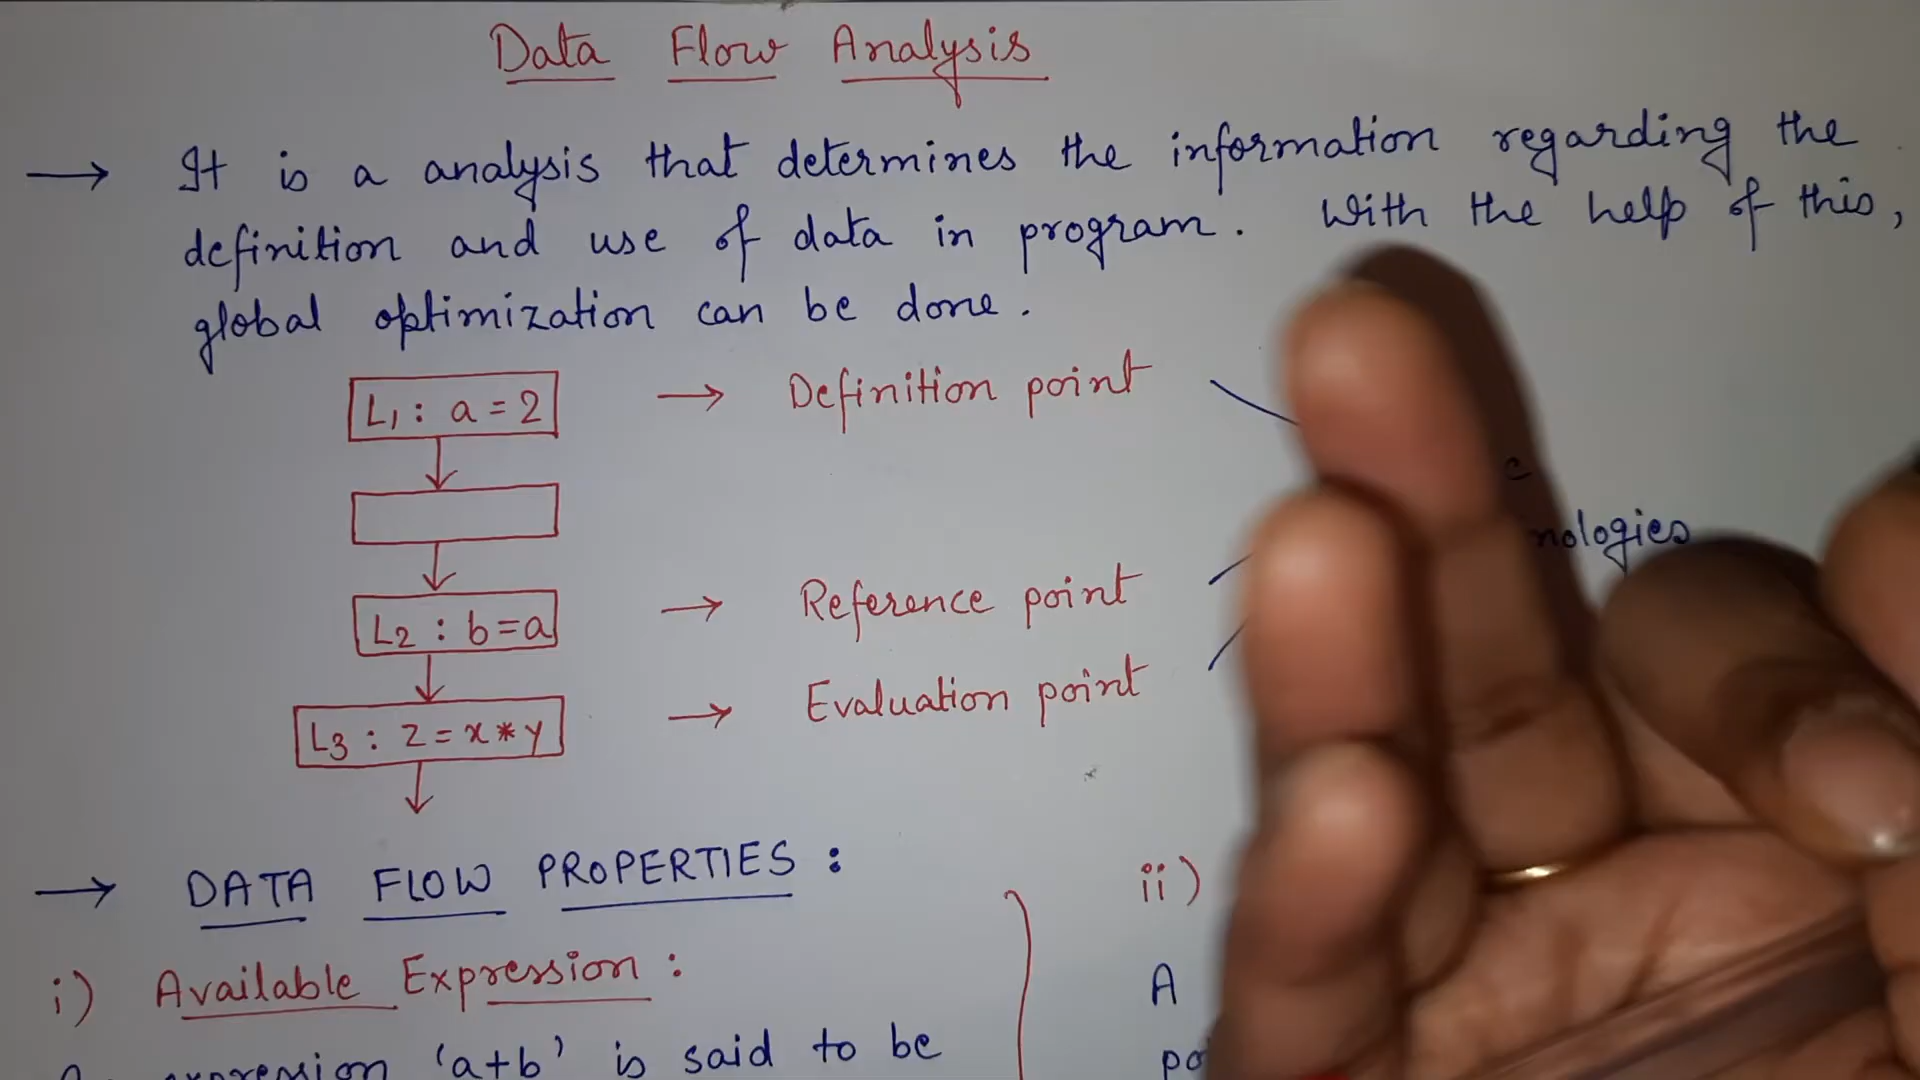 Data Flow Analysis
→ It is a analysis that determines the information regarding the
definition and use of data in program. With the help of this,
global optimization can be done.
L1 : a = 2 → Definition point
nologies
L2 : b = a → Reference point
L3 : z = x * y → Evaluation point
→ DATA FLOW PROPERTIES :
i) Available Expression :
expression 'a+b' is said to be
ii)
A
po